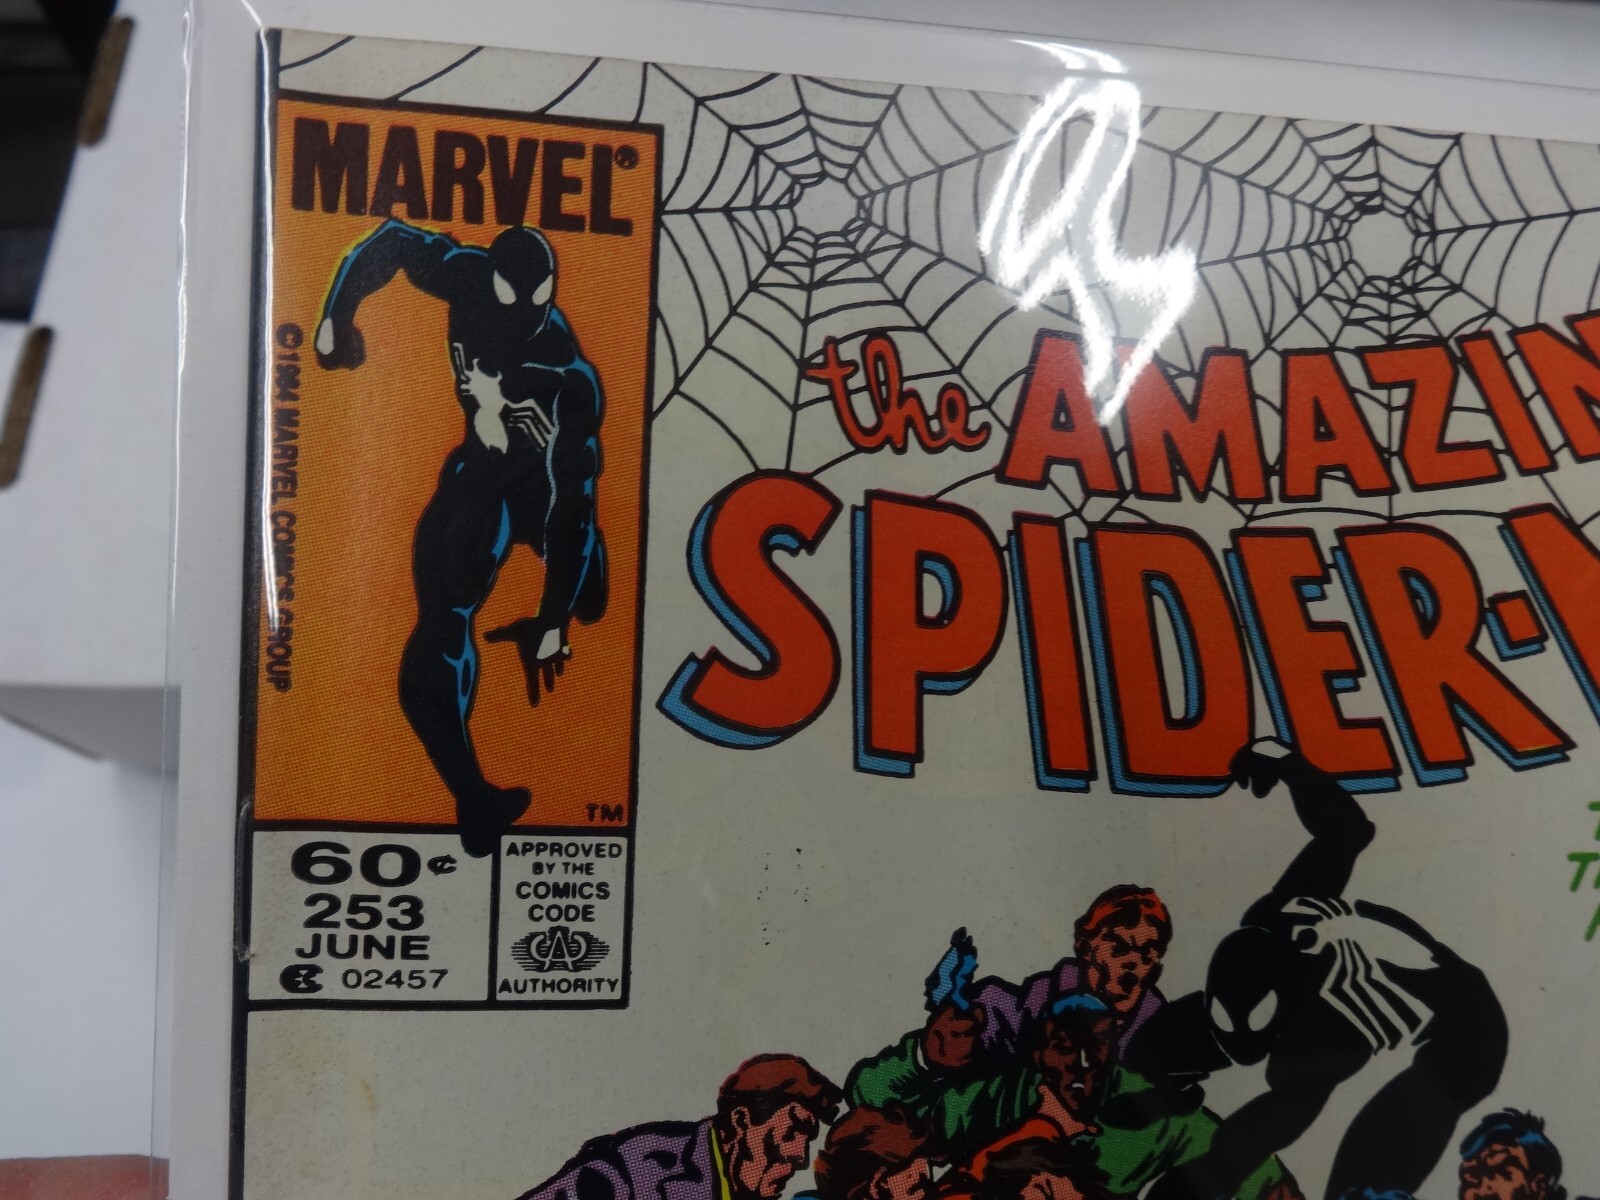 MARVEL®
©1984 MARVEL COMICS GROUP
TM
60¢
253
JUNE
02457
APPROVED
BY THE
COMICS
CODE
CA
AUTHORITY
the AMAZIN
SPIDER-